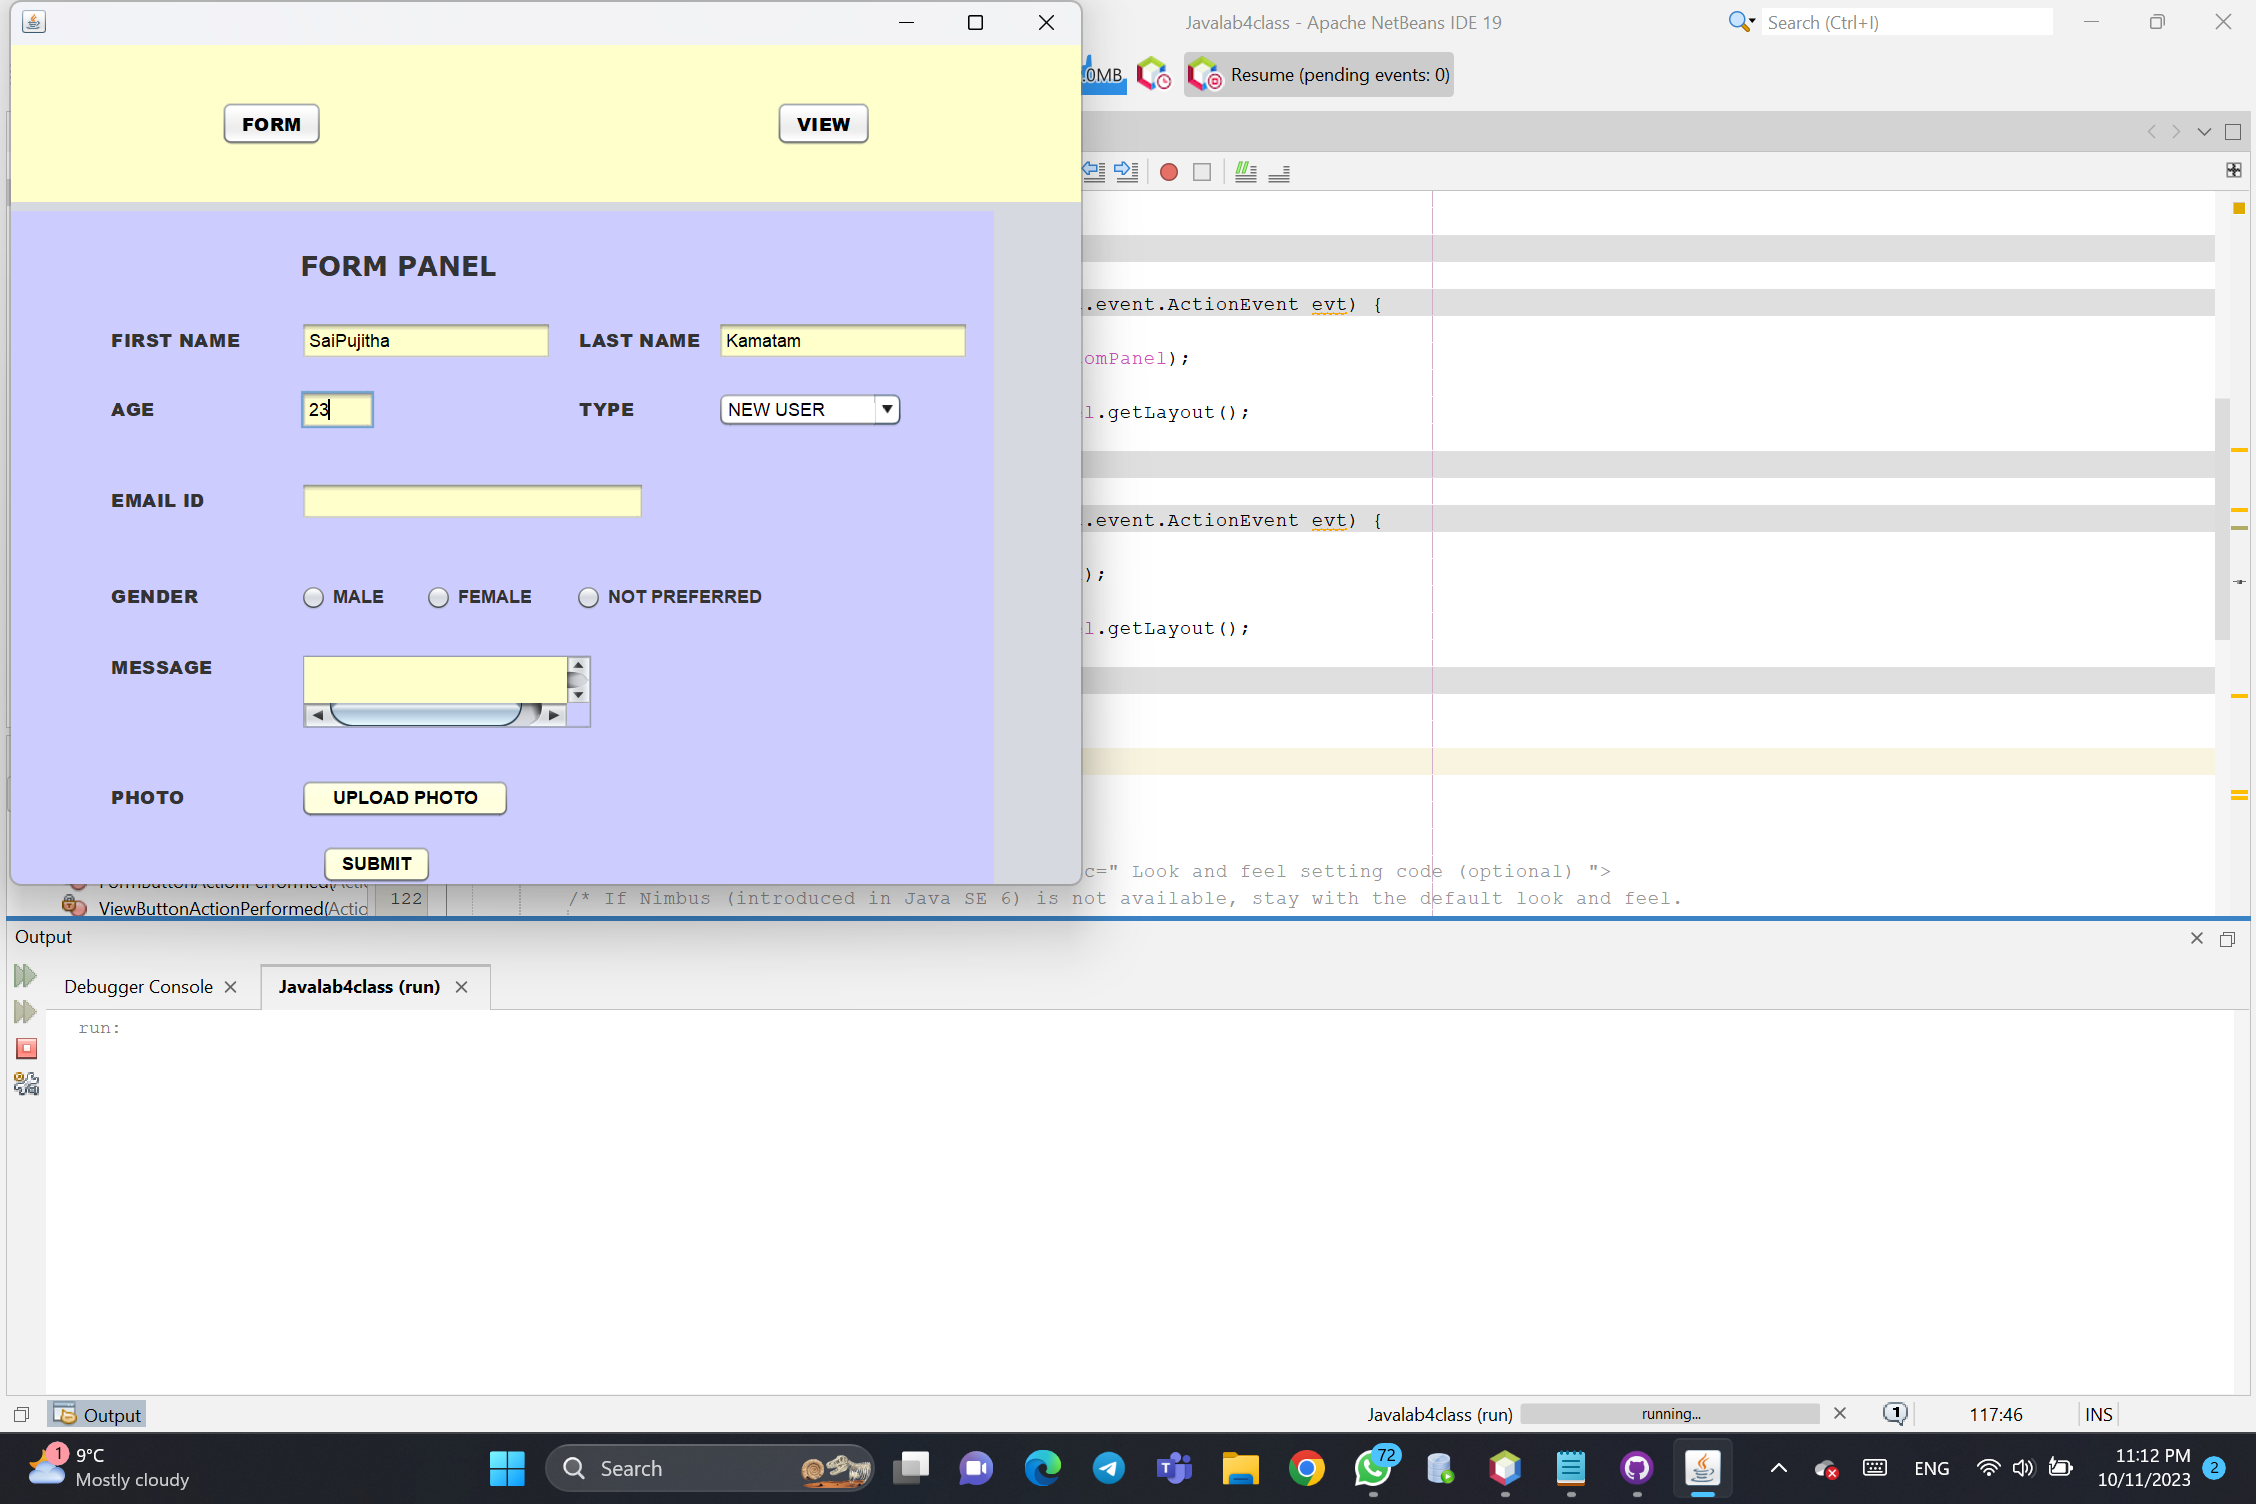 Javalab4class - Apache NetBeans IDE 19
Search (Ctrl+I)
Resume (pending events: 0)
FORM
VIEW
FORM PANEL
FIRST NAME
SaiPujitha
LAST NAME
Kamatam
AGE
23
TYPE
NEW USER
EMAIL ID
GENDER
MALE
FEMALE
NOT PREFERRED
MESSAGE
PHOTO
UPLOAD PHOTO
SUBMIT
.event.ActionEvent evt) {
omPanel);
l.getLayout();
.event.ActionEvent evt) {
);
l.getLayout();
c=" Look and feel setting code (optional) ">
ViewButtonActionPerformed(Actio
122
/* If Nimbus (introduced in Java SE 6) is not available, stay with the default look and feel.
Output
Debugger Console
Javalab4class (run)
run:
Output
Javalab4class (run)
running...
1
117:46
INS
1
9°C
Mostly cloudy
Search
72
ENG
11:12 PM
10/11/2023
2